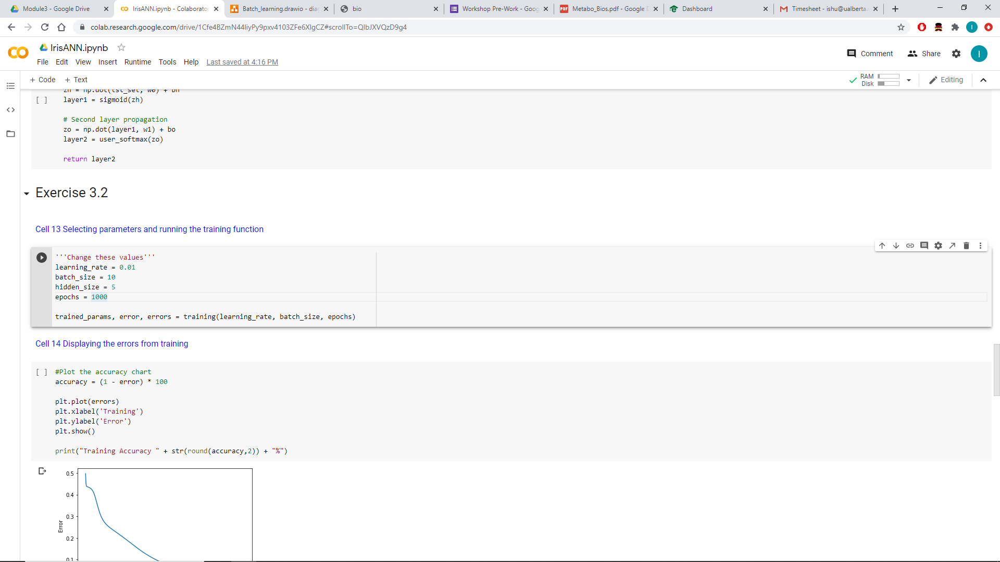 Module3 - Google Drive
IrisANN.ipynb - Colaborator
Batch_learning.drawio - dia
bio
Workshop Pre-Work - Goog
PDF
Metabo_Bios.pdf - Google D
Dashboard
Timesheet - ishu@ualberta.
colab.research.google.com/drive/1Cfe4BZmN44liyPy9pxv4103ZFe6XlgCZ#scrollTo=QlbJXVQzD9g4
I
IrisANN.ipynb
Comment
Share
I
File Edit View Insert Runtime Tools Help Last saved at 4:16 PM
+ Code + Text
RAM
Disk
Editing
zh = np.dot(tst_set, w0) + bh
[ ] layer1 = sigmoid(zh)
# Second layer propagation
zo = np.dot(layer1, w1) + bo
layer2 = user_softmax(zo)
return layer2
Exercise 3.2
Cell 13 Selecting parameters and running the training function
'''Change these values'''
learning_rate = 0.01
batch_size = 10
hidden_size = 5
epochs = 1000
trained_params, error, errors = training(learning_rate, batch_size, epochs)
Cell 14 Displaying the errors from training
[ ] #Plot the accuracy chart
accuracy = (1 - error) * 100
plt.plot(errors)
plt.xlabel('Training')
plt.ylabel('Error')
plt.show()
print("Training Accuracy " + str(round(accuracy,2)) + "%")
0.5
0.4
0.3
0.2
0.1
Error